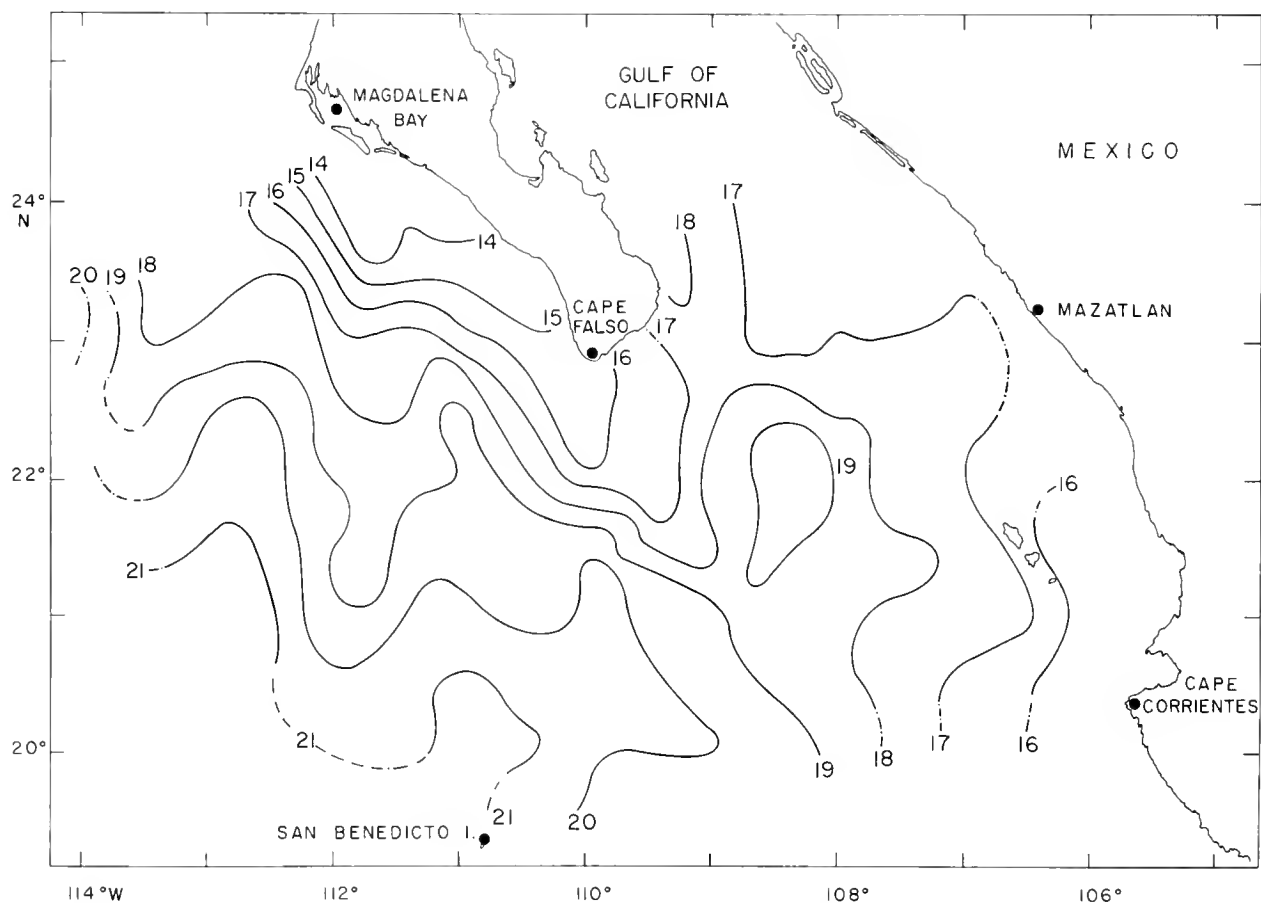 GULF OF
CALIFORNIA
MAGDALENA
BAY
MEXICO
14
15
16
17
24°
N
17
18
14
20
19
18
15
CAPE
FALSO
17
MAZATLAN
16
19
16
22°
21
CAPE
CORRIENTES
21
20°
19
18
17
16
21
20
SAN BENEDICTO I.
114°W
112°
110°
108°
106°